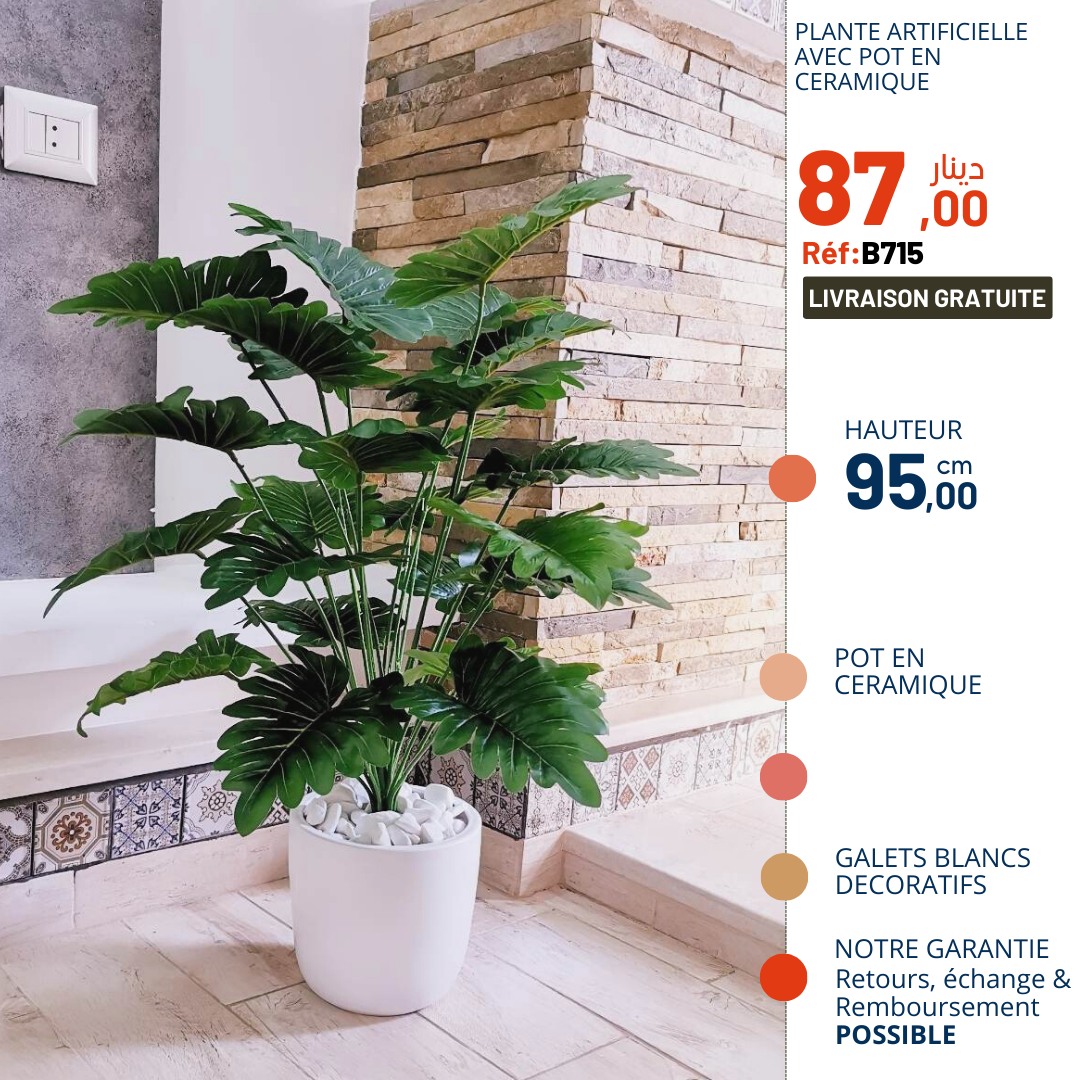 PLANTE ARTIFICIELLE
AVEC POT EN
CERAMIQUE
87,00 دينار
Réf:B715
LIVRAISON GRATUITE
HAUTEUR
95,00 cm
POT EN
CERAMIQUE
GALETS BLANCS
DECORATIFS
NOTRE GARANTIE
Retours, échange &
Remboursement
POSSIBLE